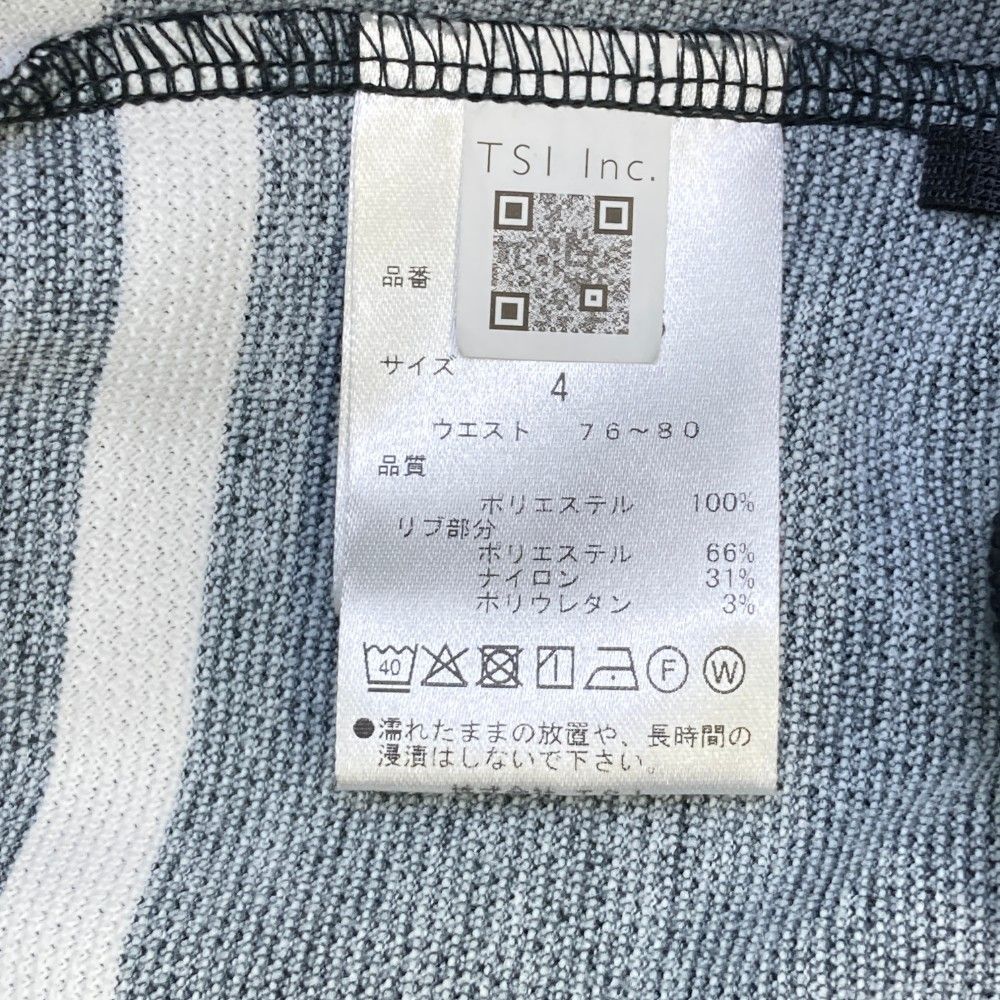 TSI Inc.
品番
サイズ
4
ウエスト 76～80
品質
ポリエステル 100%
リブ部分
ポリエステル 66%
ナイロン 31%
ポリウレタン 3%
40 F W
●濡れたままの放置や、長時間の
浸漬はしないで下さい。